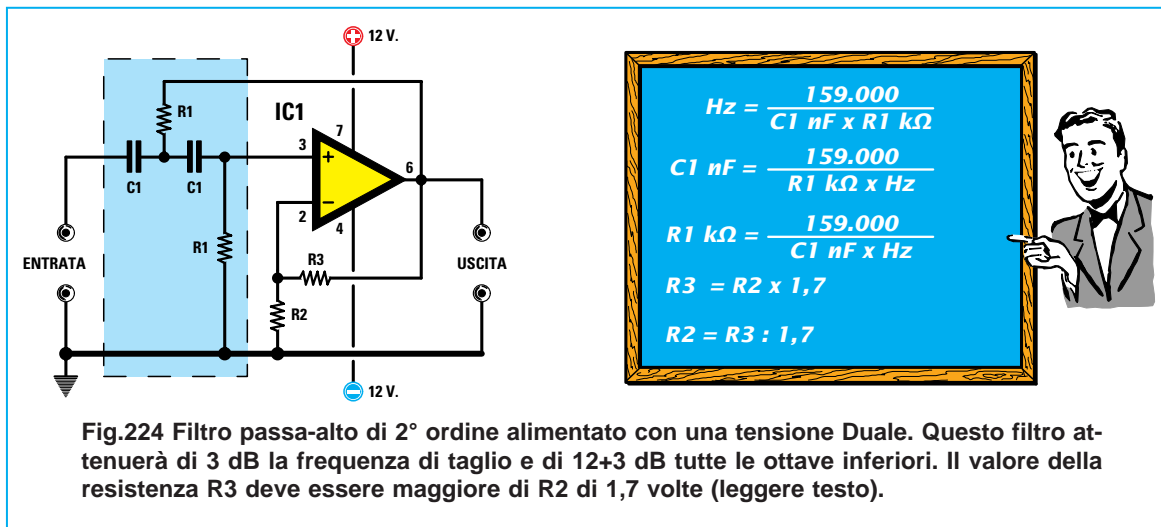 12 V.
R1
IC1
7
3
+
6
C1
C1
2
–
4
R1
R3
ENTRATA
USCITA
R2
12 V.
Hz = 159.000 / C1 nF x R1 kΩ
C1 nF = 159.000 / R1 kΩ x Hz
R1 kΩ = 159.000 / C1 nF x Hz
R3 = R2 x 1,7
R2 = R3 : 1,7
Fig.224 Filtro passa-alto di 2° ordine alimentato con una tensione Duale. Questo filtro at-
tenuerà di 3 dB la frequenza di taglio e di 12+3 dB tutte le ottave inferiori. Il valore della
resistenza R3 deve essere maggiore di R2 di 1,7 volte (leggere testo).